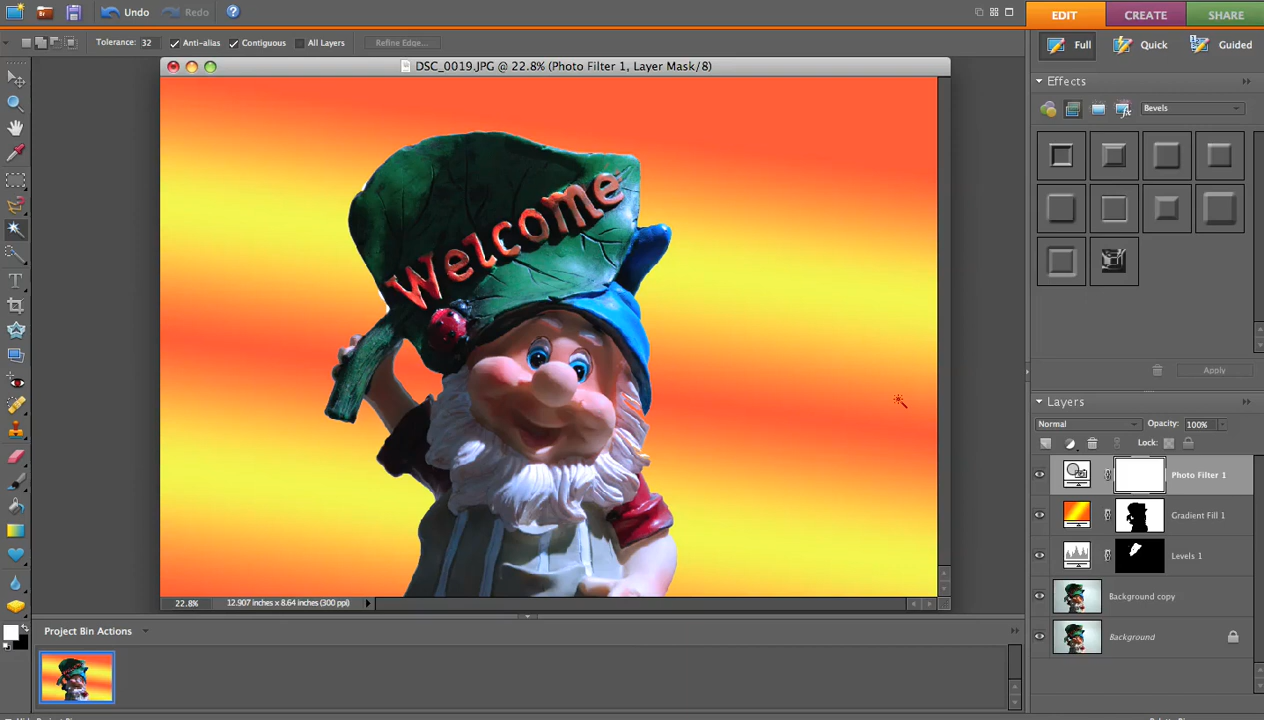 Undo Redo
EDIT CREATE SHARE
Tolerance: 32 Anti-alias Contiguous All Layers Refine Edge...
Full Quick Guided
DSC_0019.JPG @ 22.8% (Photo Filter 1, Layer Mask/8)
Effects
Bevels
Welcome
Apply
Layers
Normal Opacity: 100%
Lock:
Photo Filter 1
Gradient Fill 1
Levels 1
Background copy
Background
22.8% 12.907 inches x 8.64 inches (300 ppi)
Project Bin Actions